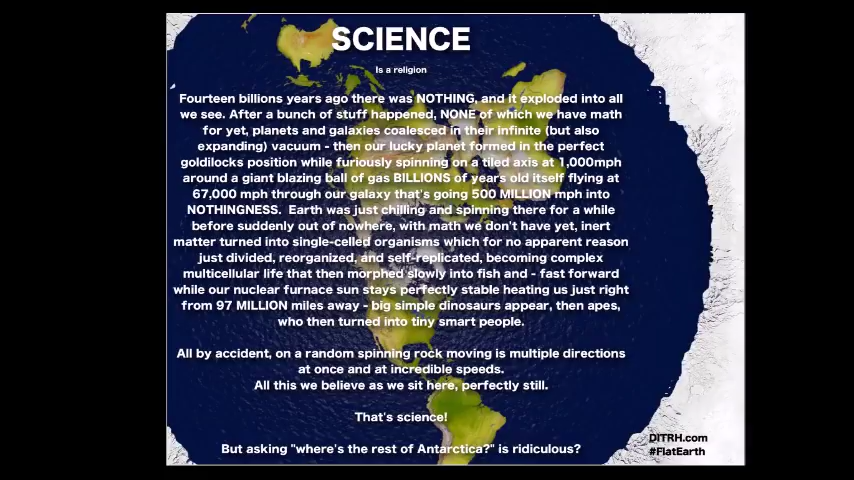 SCIENCE
Is a religion
Fourteen billions years ago there was NOTHING, and it exploded into all
we see. After a bunch of stuff happened, NONE of which we have math
for yet, planets and galaxies coalesced in their infinite (but also
expanding) vacuum - then our lucky planet formed in the perfect
goldilocks position while furiously spinning on a tiled axis at 1,000mph
around a giant blazing ball of gas BILLIONS of years old itself flying at
67,000 mph through our galaxy that's going 500 MILLION mph into
NOTHINGNESS. Earth was just chilling and spinning there for a while
before suddenly out of nowhere, with math we don't have yet, inert
matter turned into single-celled organisms which for no apparent reason
just divided, reorganized, and self-replicated, becoming complex
multicellular life that then morphed slowly into fish and - fast forward
while our nuclear furnace sun stays perfectly stable heating us just right
from 97 MILLION miles away - big simple dinosaurs appear, then apes,
who then turned into tiny smart people.
All by accident, on a random spinning rock moving is multiple directions
at once and at incredible speeds.
All this we believe as we sit here, perfectly still.
That's science!
But asking "where's the rest of Antarctica?" is ridiculous?
DITRH.com
#FlatEarth